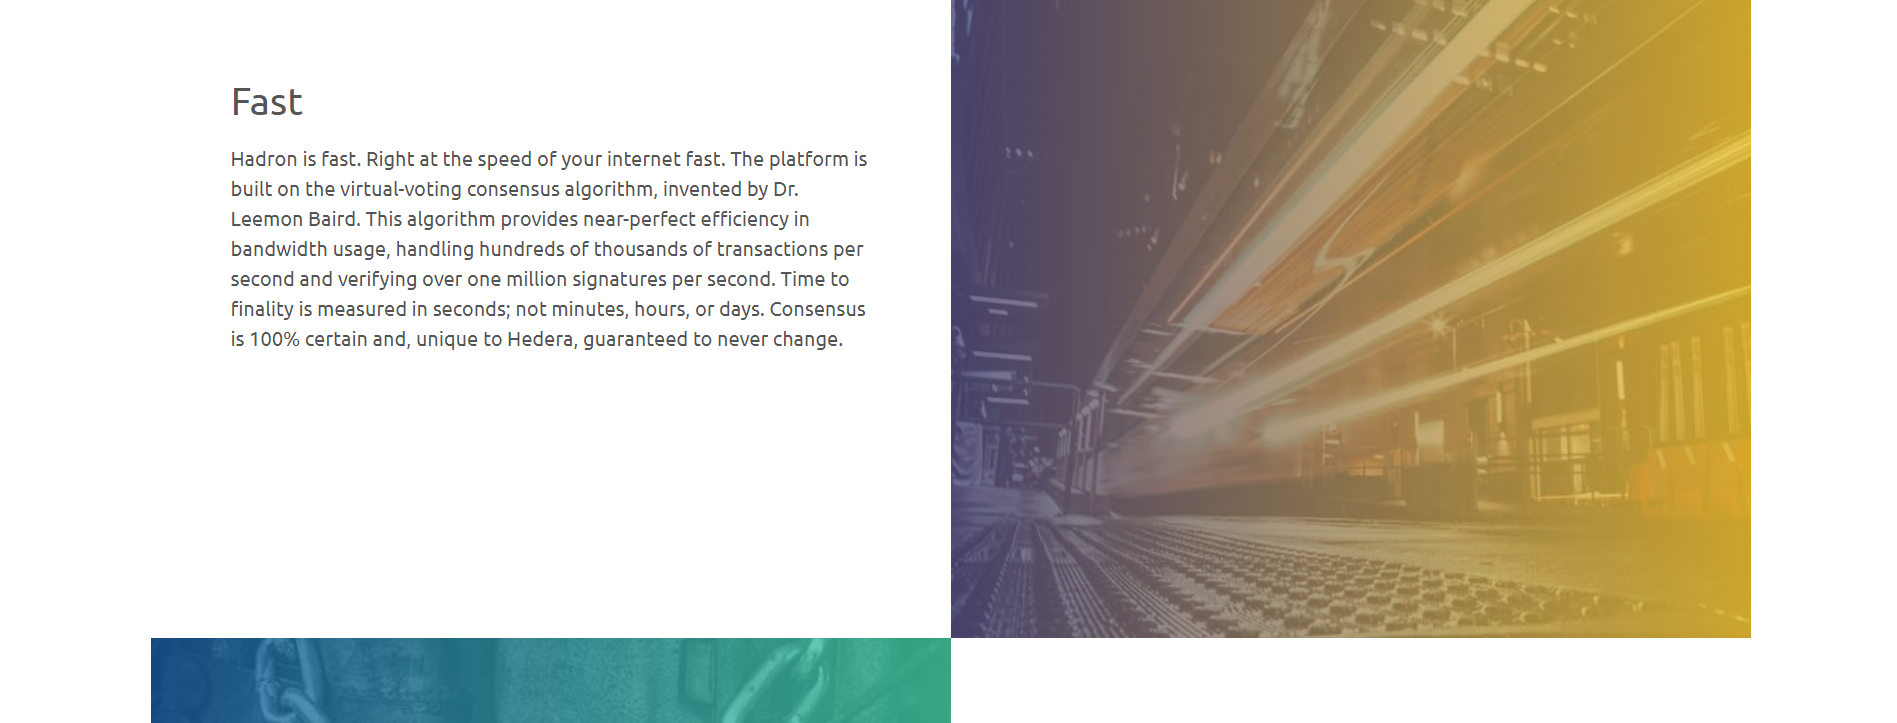 Fast
Hadron is fast. Right at the speed of your internet fast. The platform is
built on the virtual-voting consensus algorithm, invented by Dr.
Leemon Baird. This algorithm provides near-perfect efficiency in
bandwidth usage, handling hundreds of thousands of transactions per
second and verifying over one million signatures per second. Time to
finality is measured in seconds; not minutes, hours, or days. Consensus
is 100% certain and, unique to Hedera, guaranteed to never change.